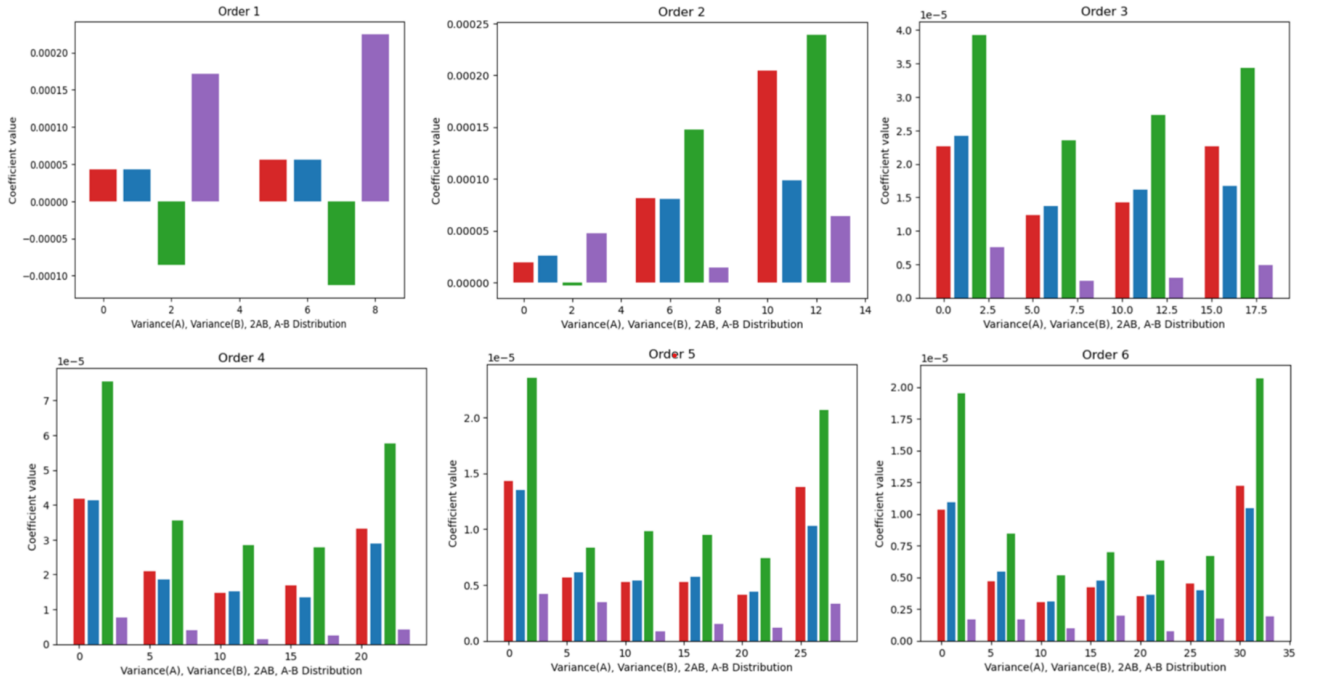 Order 1
Coefficient value
0.00020
0.00015
0.00010
0.00005
0.00000
−0.00005
−0.00010
0 2 4 6 8
Variance(A), Variance(B), 2AB, A-B Distribution
Order 2
Coefficient value
0.00025
0.00020
0.00015
0.00010
0.00005
0.00000
0 2 4 6 8 10 12 14
Variance(A), Variance(B), 2AB, A-B Distribution
Order 3
1e−5
Coefficient value
4.0
3.5
3.0
2.5
2.0
1.5
1.0
0.5
0.0
0.0 2.5 5.0 7.5 10.0 12.5 15.0 17.5
Variance(A), Variance(B), 2AB, A-B Distribution
Order 4
1e−5
Coefficient value
7
6
5
4
3
2
1
0
0 5 10 15 20
Variance(A), Variance(B), 2AB, A-B Distribution
Order 5
1e−5
Coefficient value
2.0
1.5
1.0
0.5
0.0
0 5 10 15 20 25
Variance(A), Variance(B), 2AB, A-B Distribution
Order 6
1e−5
Coefficient value
2.00
1.75
1.50
1.25
1.00
0.75
0.50
0.25
0.00
0 5 10 15 20 25 30 35
Variance(A), Variance(B), 2AB, A-B Distribution